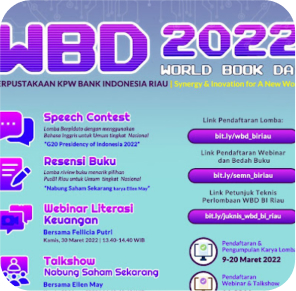 WBD 2022
WORLD BOOK DA
ERPUSTAKAAN KPW BANK INDONESIA RIAU | Synergy & Inovation for A New Wo
Speech Contest
Lomba Berpidato dengan menggunakan
Bahasa Inggris untuk Umum tingkat Nasional
"G20 Presidency of Indonesia 2022"
Resensi Buku
Lomba review buku menarik pilihan
Pusdil Riau untuk Umum tingkat Nasional
"Nabung Saham Sekarang karya Ellen May"
Webinar Literasi
Keuangan
Bersama Fellicia Putri
Kamis, 30 Maret 2022 | 13.40-14.40 WIB
Talkshow
Nabung Saham Sekarang
Bersama Ellen May
Link Pendaftaran Lomba:
bit.ly/wbd_biriau
Link Pendaftaran Webinar
dan Bedah Buku
bit.ly/semn_biriau
Link Petunjuk Teknis
Perlombaan WBD BI Riau
bit.ly/juknis_wbd_bi_riau
Pendaftaran &
Pengumpulan Karya Lomb
9-20 Maret 2022
Pendaftaran
Webinar & Talkshow